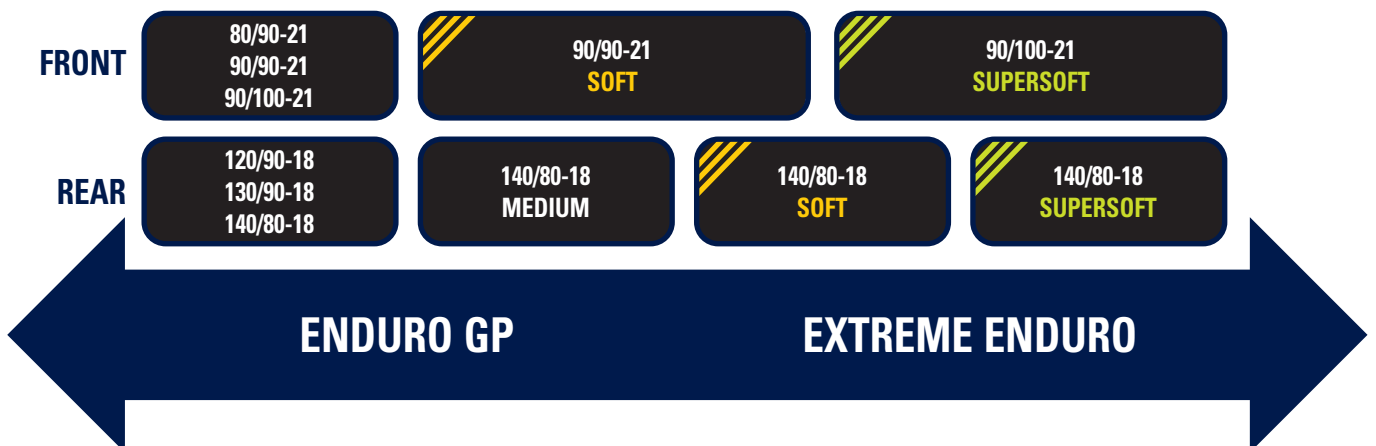 FRONT
80/90-21
90/90-21
90/100-21
90/90-21
SOFT
90/100-21
SUPERSOFT
REAR
120/90-18
130/90-18
140/80-18
140/80-18
MEDIUM
140/80-18
SOFT
140/80-18
SUPERSOFT
ENDURO GP
EXTREME ENDURO